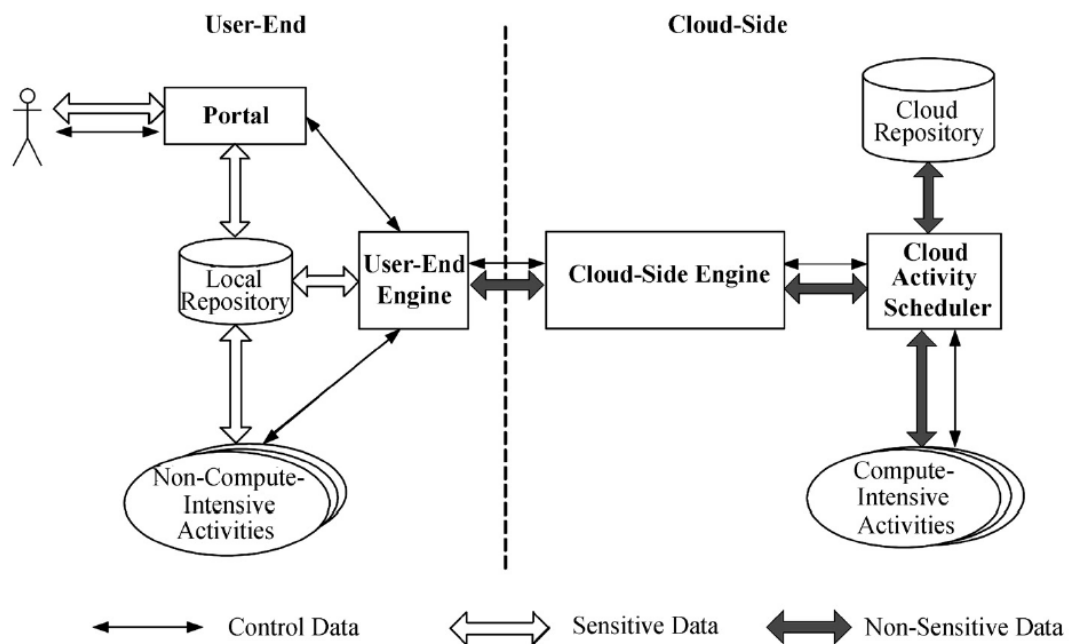 User-End
Cloud-Side
Portal
Cloud
Repository
Local
Repository
User-End
Engine
Cloud-Side Engine
Cloud
Activity
Scheduler
Non-Compute-
Intensive
Activities
Compute-
Intensive
Activities
Control Data
Sensitive Data
Non-Sensitive Data